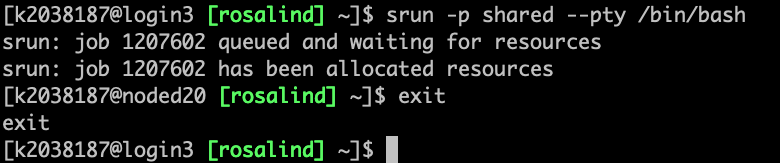 [k2038187@login3 [rosalind] ~]$ srun -p shared --pty /bin/bash
srun: job 1207602 queued and waiting for resources
srun: job 1207602 has been allocated resources
[k2038187@noded20 [rosalind] ~]$ exit
exit
[k2038187@login3 [rosalind] ~]$